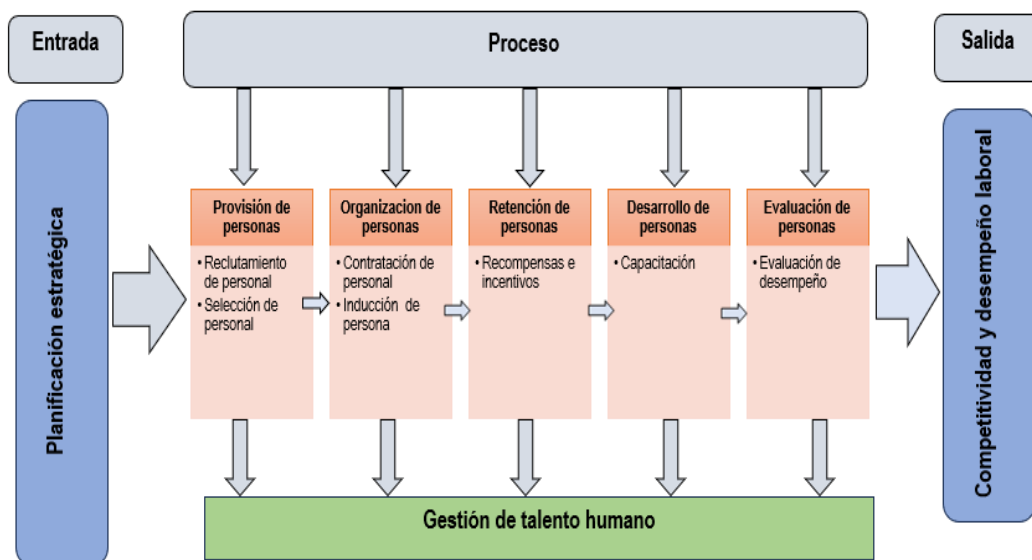 Entrada
Proceso
Salida
Planificación estratégica
Provisión de
personas
• Reclutamiento
de personal
• Selección de
personal
Organizacion de
personas
• Contratación de
personal
• Inducción de
persona
Retención de
personas
• Recompensas e
incentivos
Desarrollo de
personas
• Capacitación
Evaluación de
personas
• Evaluación de
desempeño
Competitividad y desempeño laboral
Gestión de talento humano